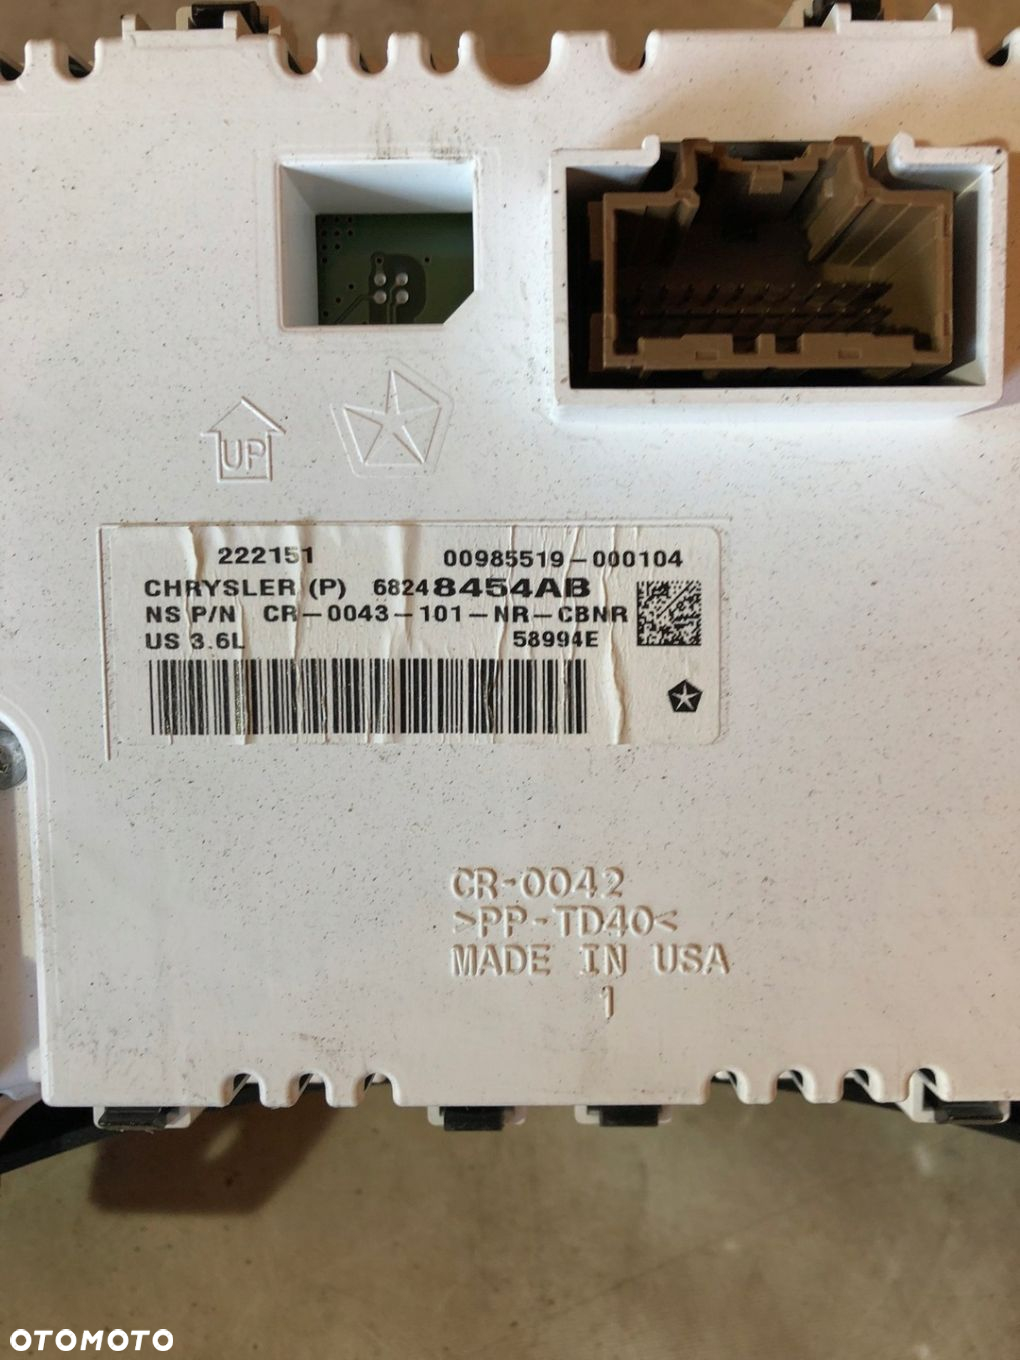 UP
222151 00985519-000104
CHRYSLER (P) 68248454AB
NS P/N CR-0043-101-NR-CBNR
US 3.6L 58994E
CR-0042
>PP-TD40<
MADE IN USA
1
OTOMOTO